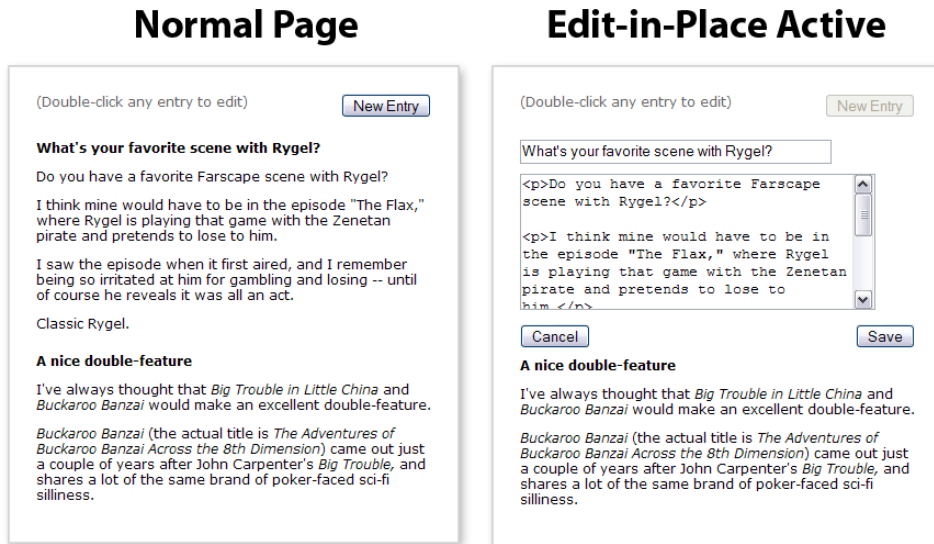 Normal Page
(Double-click any entry to edit)
New Entry
What's your favorite scene with Rygel?
Do you have a favorite Farscape scene with Rygel?
I think mine would have to be in the episode "The Flax,"
where Rygel is playing that game with the Zenetan
pirate and pretends to lose to him.
I saw the episode when it first aired, and I remember
being so irritated at him for gambling and losing -- until
of course he reveals it was all an act.
Classic Rygel.
A nice double-feature
I've always thought that Big Trouble in Little China and
Buckaroo Banzai would make an excellent double-feature.
Buckaroo Banzai (the actual title is The Adventures of
Buckaroo Banzai Across the 8th Dimension) came out just
a couple of years after John Carpenter's Big Trouble, and
shares a lot of the same brand of poker-faced sci-fi
silliness.
Edit-in-Place Active
(Double-click any entry to edit)
New Entry
What's your favorite scene with Rygel?
<p>Do you have a favorite Farscape
scene with Rygel?</p>
<p>I think mine would have to be in
the episode "The Flax," where Rygel
is playing that game with the Zenetan
pirate and pretends to lose to
him.</p>
Cancel
Save
A nice double-feature
I've always thought that Big Trouble in Little China and
Buckaroo Banzai would make an excellent double-feature.
Buckaroo Banzai (the actual title is The Adventures of
Buckaroo Banzai Across the 8th Dimension) came out just
a couple of years after John Carpenter's Big Trouble, and
shares a lot of the same brand of poker-faced sci-fi
silliness.